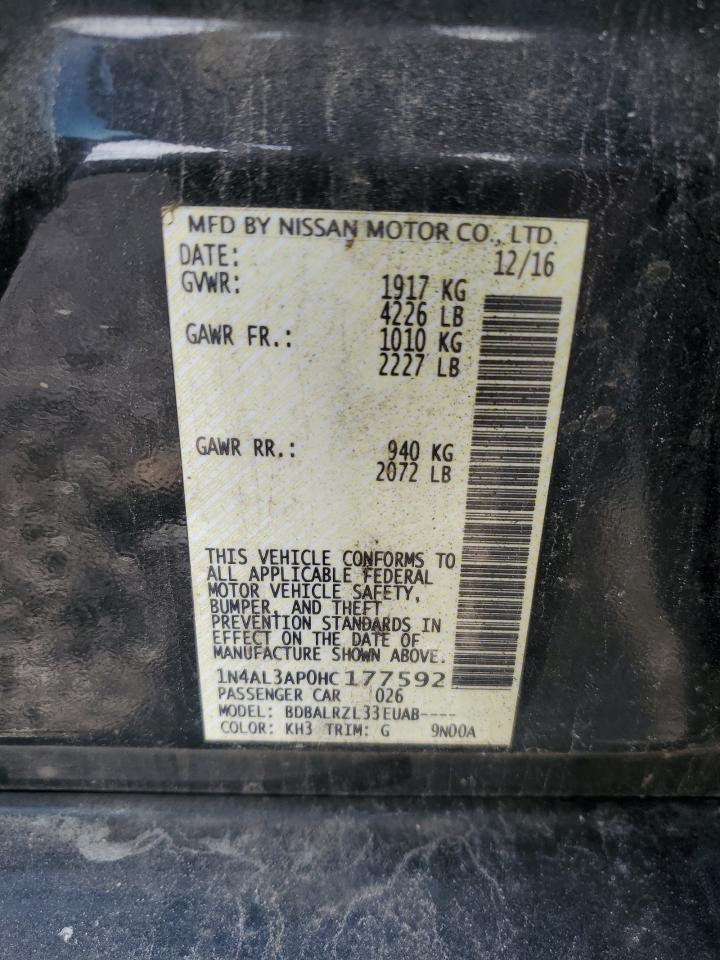 MFD BY NISSAN MOTOR CO., LTD.
DATE: 12/16
GVWR: 1917 KG
4226 LB
GAWR FR.: 1010 KG
2227 LB
GAWR RR.: 940 KG
2072 LB
THIS VEHICLE CONFORMS TO
ALL APPLICABLE FEDERAL
MOTOR VEHICLE SAFETY,
BUMPER, AND THEFT
PREVENTION STANDARDS IN
EFFECT ON THE DATE OF
MANUFACTURE SHOWN ABOVE.
1N4AL3AP0HC177592
PASSENGER CAR 026
MODEL: BDBALRZL33EUAB----
COLOR: KH3 TRIM: G 9N00A